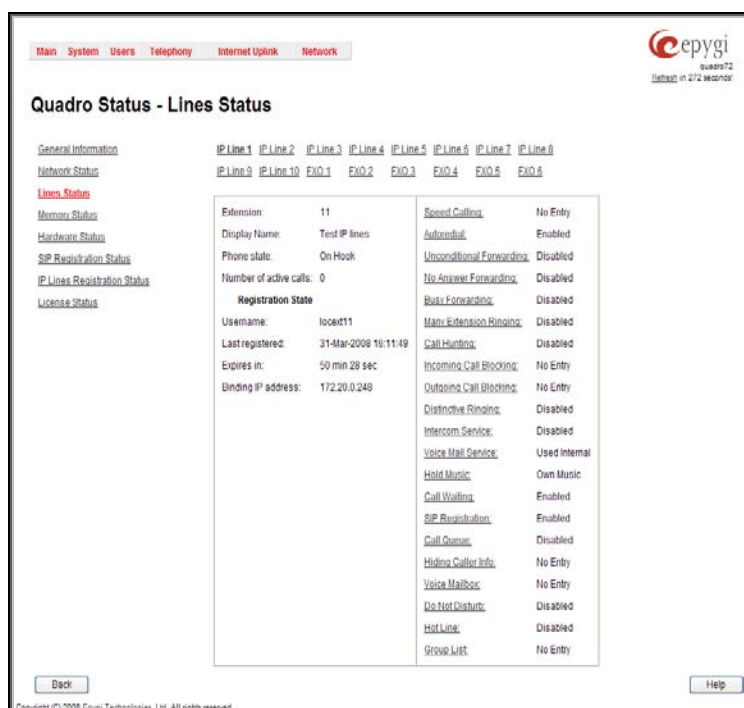 Main System Users Telephony Internet Uplink Network
epygi
quadro72
Refresh in 272 seconds!
Quadro Status - Lines Status
General Information
Network Status
Lines Status
Memory Status
Hardware Status
SIP Registration Status
IP Lines Registration Status
License Status
IP Line 1 IP Line 2 IP Line 3 IP Line 4 IP Line 5 IP Line 6 IP Line 7 IP Line 8
IP Line 9 IP Line 10 FXO 1 FXO 2 FXO 3 FXO 4 FXO 5 FXO 6
Extension: 11
Display Name: Test IP lines
Phone state: On Hook
Number of active calls: 0
Registration State
Username: locext11
Last registered: 31-Mar-2008 16:11:49
Expires in: 50 min 28 sec
Binding IP address: 172.20.0.248
Speed Calling: No Entry
Autoredial: Enabled
Unconditional Forwarding: Disabled
No Answer Forwarding: Disabled
Busy Forwarding: Disabled
Many Extension Ringing: Disabled
Call Hunting: Disabled
Incoming Call Blocking: No Entry
Outgoing Call Blocking: No Entry
Distinctive Ringing: Disabled
Intercom Service: Disabled
Voice Mail Service: Used Internal
Hold Music: Own Music
Call Waiting: Enabled
SIP Registration: Enabled
Call Queue: Disabled
Hiding Caller Info: No Entry
Voice Mailbox: No Entry
Do Not Disturb: Disabled
Hot Line: Disabled
Group List: No Entry
Back
Help
Copyright (C) 2008 Epygi Technologies, Ltd. All rights reserved.